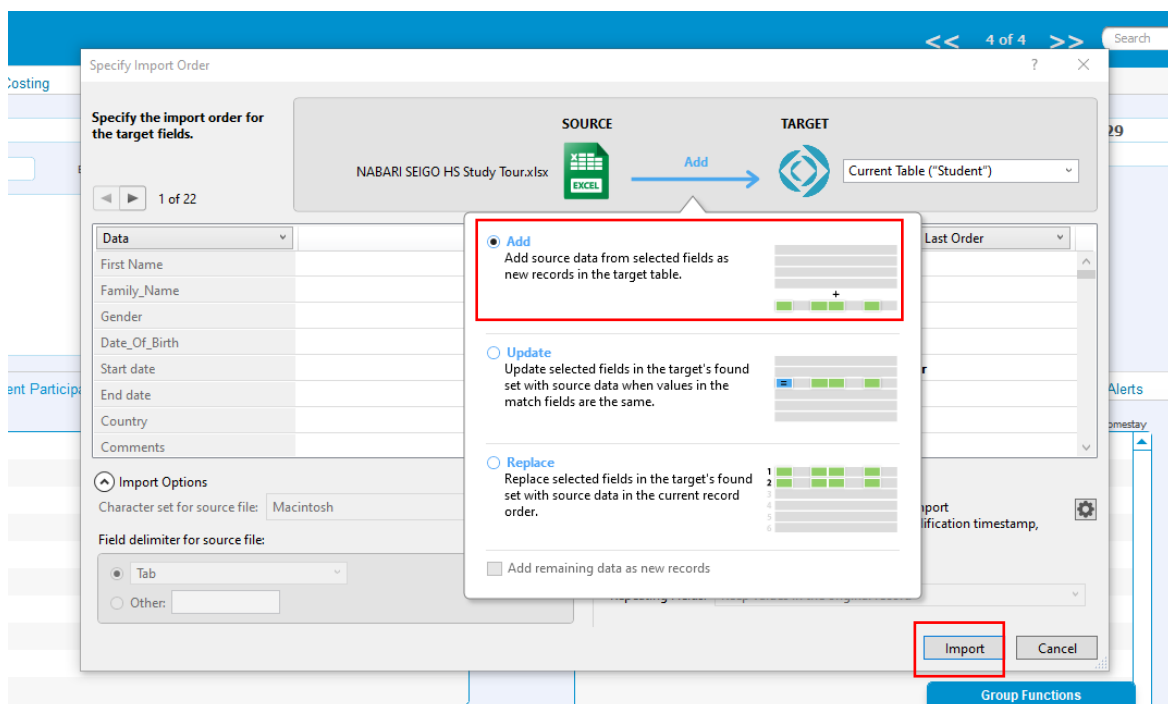 << 4 of 4 >> Search
Specify Import Order ? ×
Costing
Specify the import order for
the target fields.
SOURCE TARGET
29
NABARI SEIGO HS Study Tour.xlsx
EXCEL
Add
Current Table ("Student")
1 of 22
Data
Last Order
First Name
Family_Name
Gender
Date_Of_Birth
Start date
End date
Country
Comments
Add
Add source data from selected fields as
new records in the target table.
+
Update
Update selected fields in the target's found
set with source data when values in the
match fields are the same.
=
Replace
Replace selected fields in the target's found
set with source data in the current record
order.
1
2
3
4
5
6
Add remaining data as new records
Alerts
Import Options
Character set for source file: Macintosh
Field delimiter for source file:
Tab
Other:
timestamp,
Import Cancel
Group Functions